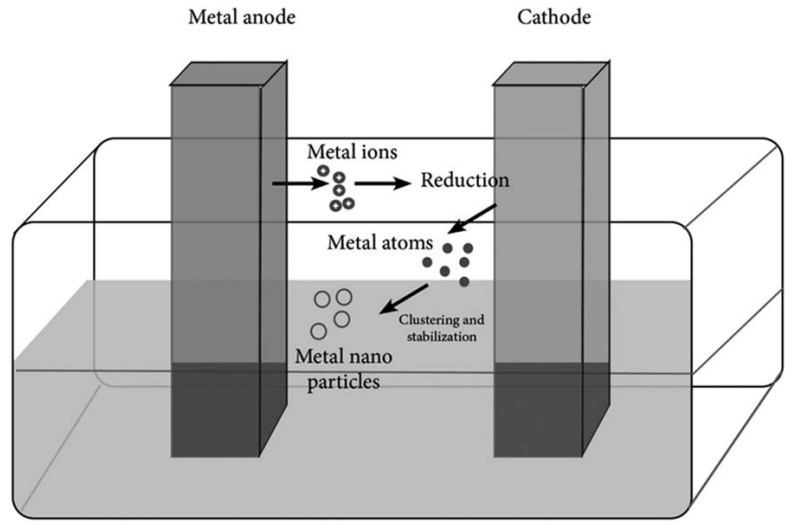 Metal anode
Cathode
Metal ions
Reduction
Metal atoms
Clustering and
stabilization
Metal nano
particles